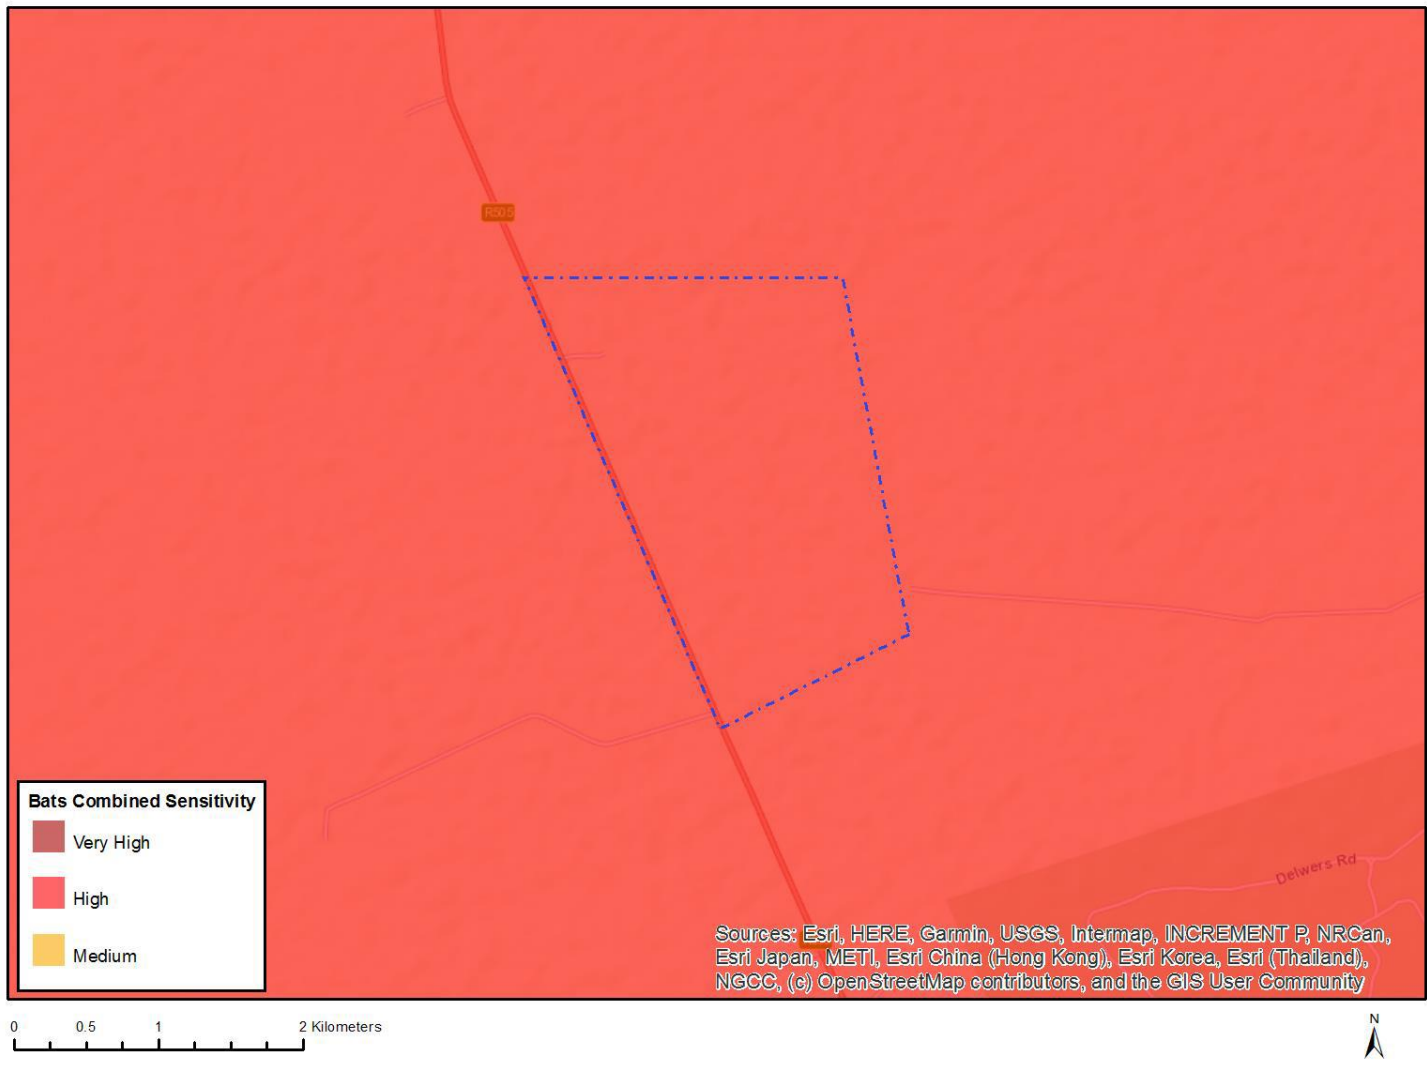 R505
Bats Combined Sensitivity
Very High
High
Medium
Delwers Rd
Sources: Esri, HERE, Garmin, USGS, Intermap, INCREMENT P, NRCan,
Esri Japan, METI, Esri China (Hong Kong), Esri Korea, Esri (Thailand),
NGCC, (c) OpenStreetMap contributors, and the GIS User Community
0 0.5 1 2 Kilometers
N